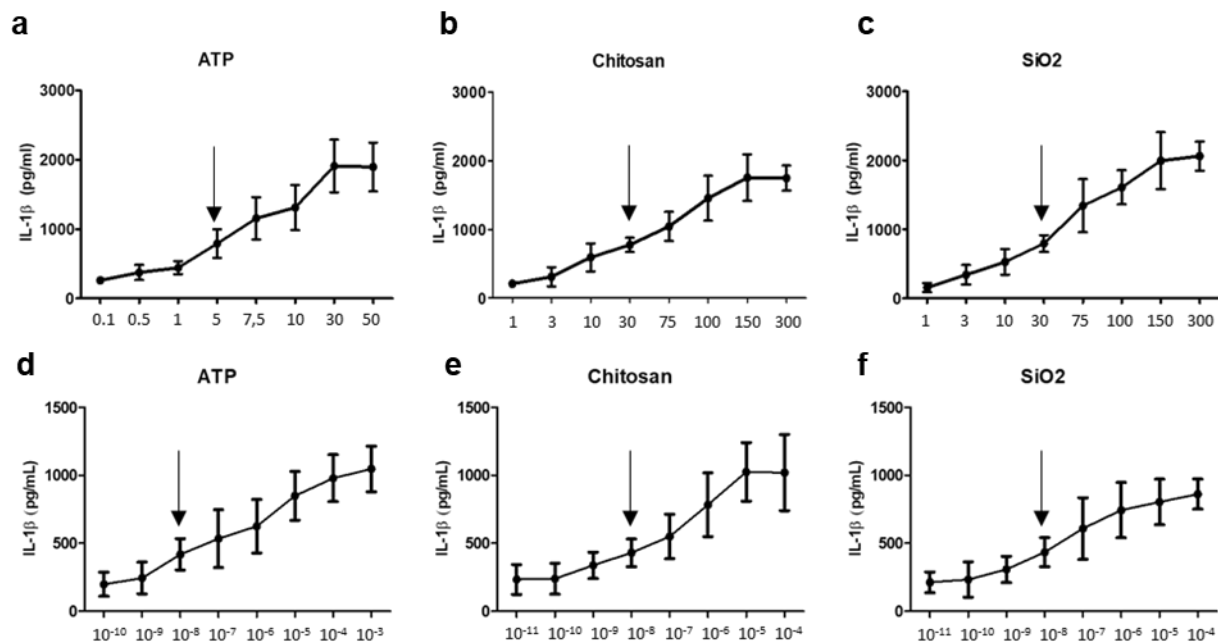 a
ATP
IL-1β (pg/ml)
3000
2000
1000
0
0.1 0.5 1 5 7,5 10 30 50
b
Chitosan
IL-1β (pg/ml)
3000
2000
1000
0
1 3 10 30 75 100 150 300
c
SiO2
IL-1β (pg/ml)
3000
2000
1000
0
1 3 10 30 75 100 150 300
d
ATP
IL-1β (pg/mL)
1500
1000
500
0
10⁻¹⁰ 10⁻⁹ 10⁻⁸ 10⁻⁷ 10⁻⁶ 10⁻⁵ 10⁻⁴ 10⁻³
e
Chitosan
IL-1β (pg/mL)
1500
1000
500
0
10⁻¹¹ 10⁻¹⁰ 10⁻⁹ 10⁻⁸ 10⁻⁷ 10⁻⁶ 10⁻⁵ 10⁻⁴
f
SiO2
IL-1β (pg/mL)
1500
1000
500
0
10⁻¹¹ 10⁻¹⁰ 10⁻⁹ 10⁻⁸ 10⁻⁷ 10⁻⁶ 10⁻⁵ 10⁻⁴